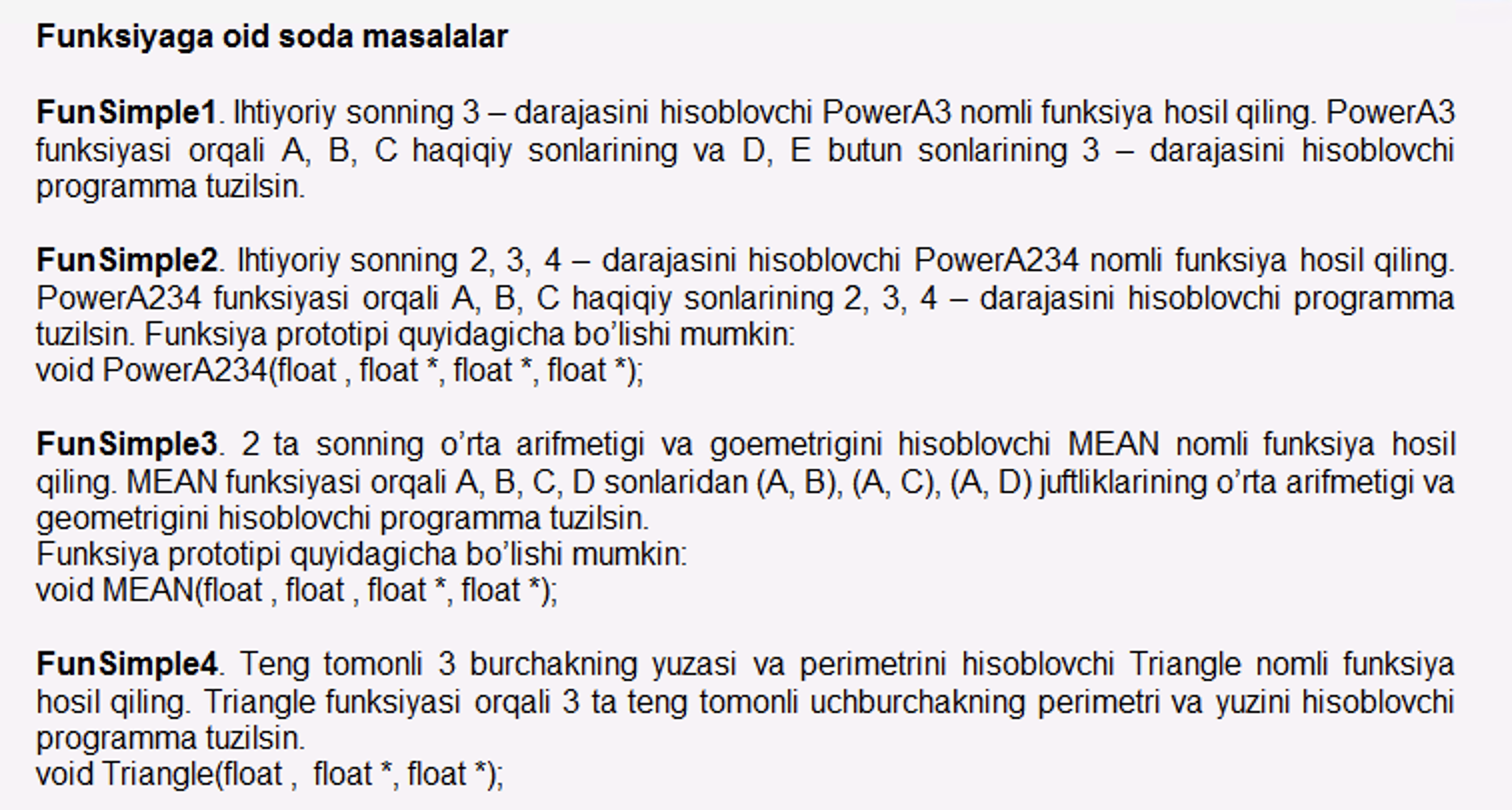 Funksiyaga oid soda masalalar
FunSimple1. Ihtiyoriy sonning 3 – darajasini hisoblovchi PowerA3 nomli funksiya hosil qiling. PowerA3
funksiyasi orqali A, B, C haqiqiy sonlarining va D, E butun sonlarining 3 – darajasini hisoblovchi
programma tuzilsin.
FunSimple2. Ihtiyoriy sonning 2, 3, 4 – darajasini hisoblovchi PowerA234 nomli funksiya hosil qiling.
PowerA234 funksiyasi orqali A, B, C haqiqiy sonlarining 2, 3, 4 – darajasini hisoblovchi programma
tuzilsin. Funksiya prototipi quyidagicha bo’lishi mumkin:
void PowerA234(float , float *, float *, float *);
FunSimple3. 2 ta sonning o’rta arifmetigi va goemetrigini hisoblovchi MEAN nomli funksiya hosil
qiling. MEAN funksiyasi orqali A, B, C, D sonlaridan (A, B), (A, C), (A, D) juftliklarining o’rta arifmetigi va
geometrigini hisoblovchi programma tuzilsin.
Funksiya prototipi quyidagicha bo’lishi mumkin:
void MEAN(float , float , float *, float *);
FunSimple4. Teng tomonli 3 burchakning yuzasi va perimetrini hisoblovchi Triangle nomli funksiya
hosil qiling. Triangle funksiyasi orqali 3 ta teng tomonli uchburchakning perimetri va yuzini hisoblovchi
programma tuzilsin.
void Triangle(float , float *, float *);